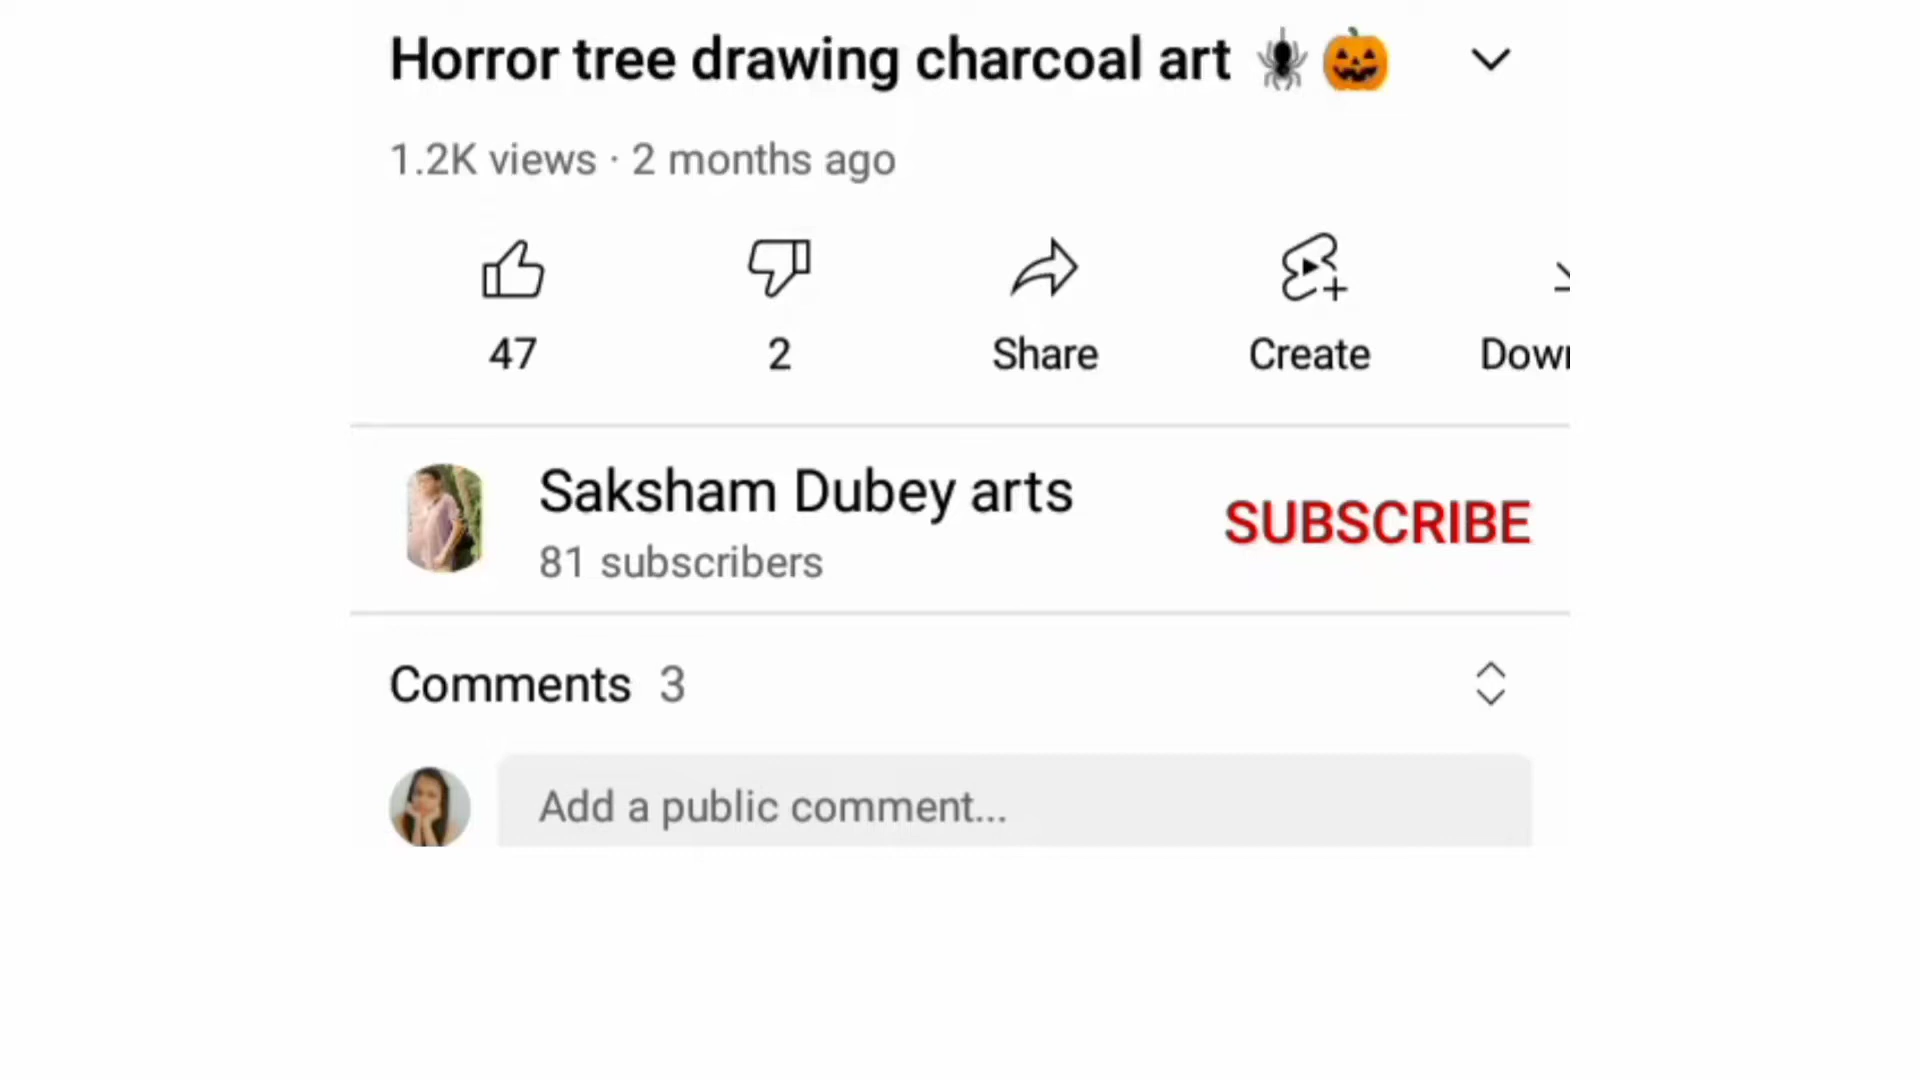 Horror tree drawing charcoal art 🕷️🎃
1.2K views · 2 months ago
47 2 Share Create Down
Saksham Dubey arts
81 subscribers
SUBSCRIBE
Comments 3
Add a public comment...